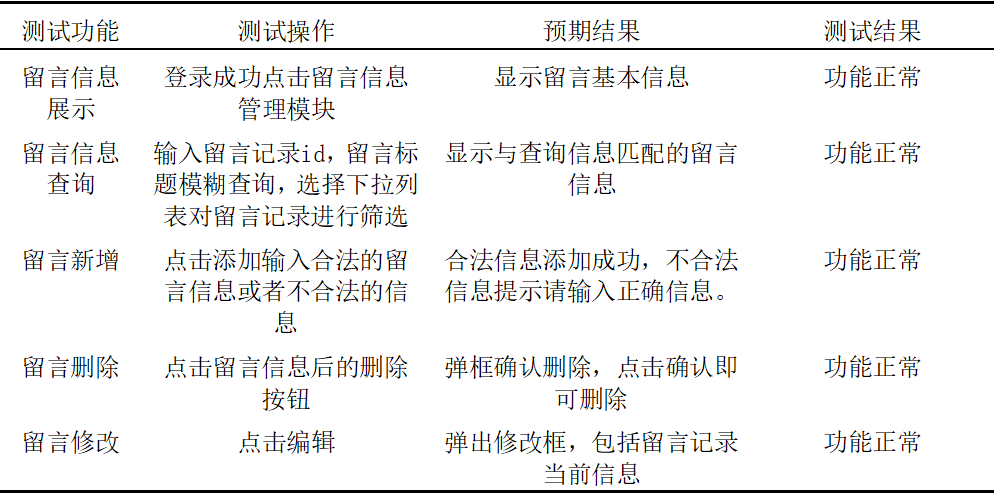 测试功能 测试操作 预期结果 测试结果
留言信息 登录成功点击留言信息 显示留言基本信息 功能正常
展示 管理模块
留言信息 输入留言记录id，留言标 显示与查询信息匹配的留言 功能正常
查询 题模糊查询，选择下拉列 信息
表对留言记录进行筛选
留言新增 点击添加输入合法的留 合法信息添加成功，不合法 功能正常
言信息或者不合法的信 信息提示请输入正确信息。
息
留言删除 点击留言信息后的删除 弹框确认删除，点击确认即 功能正常
按钮 可删除
留言修改 点击编辑 弹出修改框，包括留言记录 功能正常
当前信息